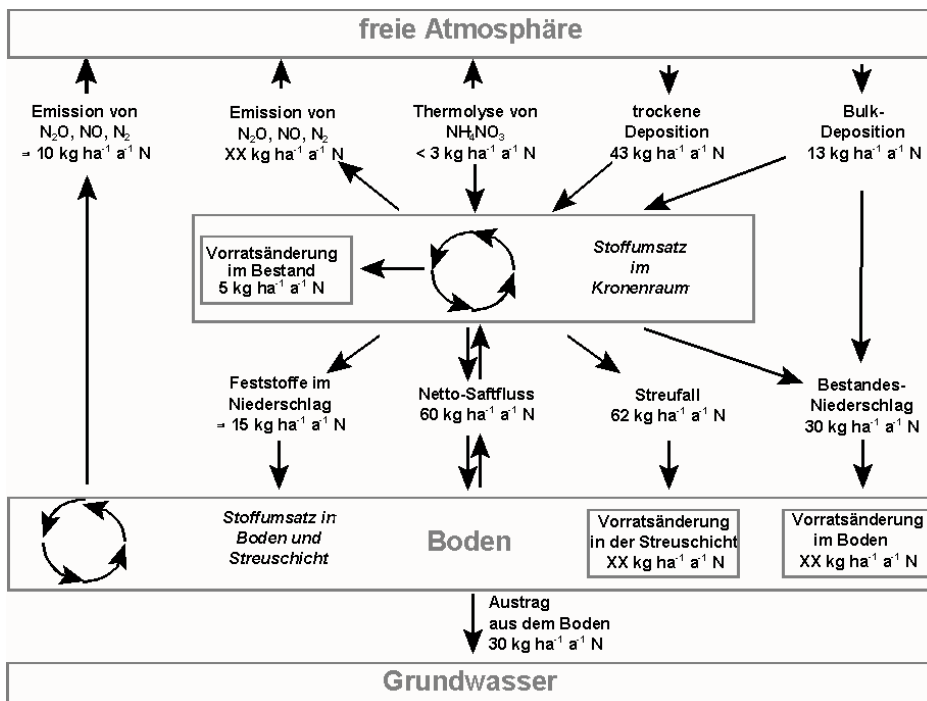 freie Atmosphäre
Emission von
N₂O, NO, N₂
= 10 kg ha⁻¹ a⁻¹ N
Emission von
N₂O, NO, N₂
XX kg ha⁻¹ a⁻¹ N
Thermolyse von
NH₄NO₃
< 3 kg ha⁻¹ a⁻¹ N
trockene
Deposition
43 kg ha⁻¹ a⁻¹ N
Bulk-
Deposition
13 kg ha⁻¹ a⁻¹ N
Vorratsänderung
im Bestand
5 kg ha⁻¹ a⁻¹ N
Stoffumsatz
im
Kronenraum
Feststoffe im
Niederschlag
= 15 kg ha⁻¹ a⁻¹ N
Netto-Saftfluss
60 kg ha⁻¹ a⁻¹ N
Streufall
62 kg ha⁻¹ a⁻¹ N
Bestandes-
Niederschlag
30 kg ha⁻¹ a⁻¹ N
Stoffumsatz in
Boden und
Streuschicht
Boden
Vorratsänderung
in der Streuschicht
XX kg ha⁻¹ a⁻¹ N
Vorratsänderung
im Boden
XX kg ha⁻¹ a⁻¹ N
Austrag
aus dem Boden
30 kg ha⁻¹ a⁻¹ N
Grundwasser